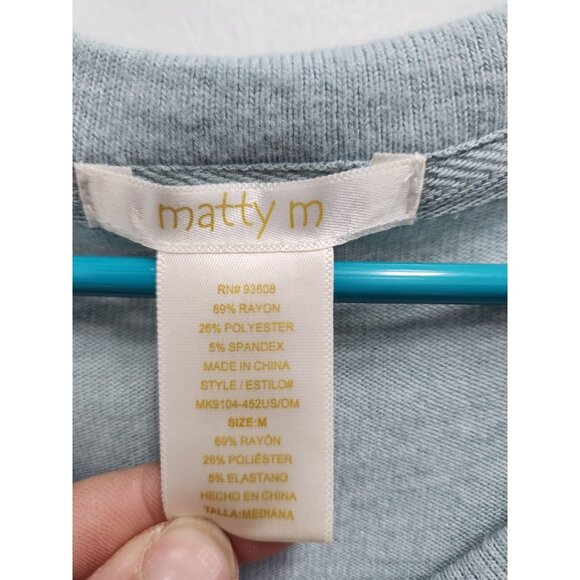 matty m
RN# 93608
69% RAYON
26% POLYESTER
5% SPANDEX
MADE IN CHINA
STYLE / ESTILO#
MK9104-452US/OM
SIZE:M
69% RAYÓN
26% POLIÉSTER
5% ELASTANO
HECHO EN CHINA
TALLA:MEDIANA